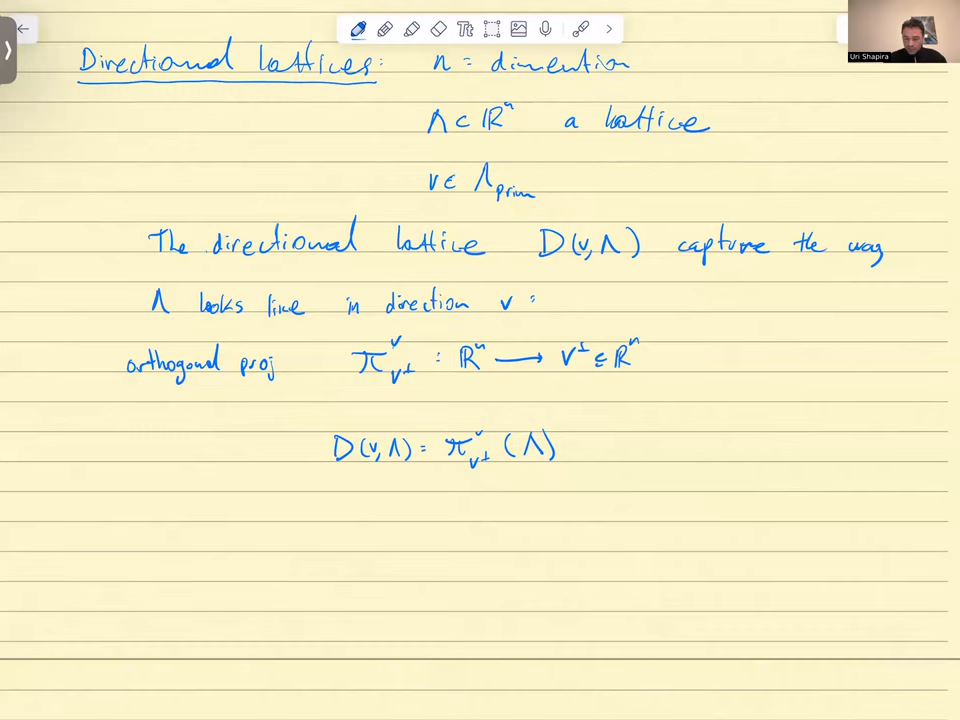 Directional lattices: n = dimention
Λ ⊂ ℝⁿ a lattice
v ∈ Λ_prim
The directional lattice D(v,Λ) capture the way
Λ looks like in direction v :
orthogonal proj π^v_{v^⊥} : ℝⁿ ⟶ v^⊥ ⊆ ℝⁿ
D(v,Λ) = π^v_{v^⊥} (Λ)
Uri Shapira